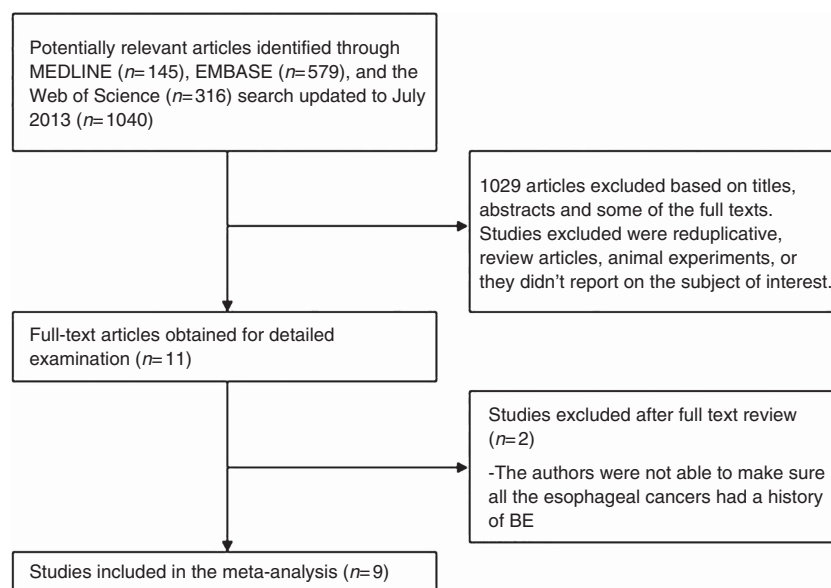 Potentially relevant articles identified through
MEDLINE (n=145), EMBASE (n=579), and the
Web of Science (n=316) search updated to July
2013 (n=1040)
1029 articles excluded based on titles,
abstracts and some of the full texts.
Studies excluded were reduplicative,
review articles, animal experiments, or
they didn't report on the subject of interest.
Full-text articles obtained for detailed
examination (n=11)
Studies excluded after full text review
(n=2)
-The authors were not able to make sure
all the esophageal cancers had a history
of BE
Studies included in the meta-analysis (n=9)